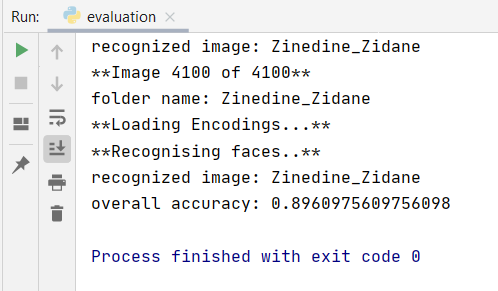 Run: evaluation
recognized image: Zinedine_Zidane
**Image 4100 of 4100**
folder name: Zinedine_Zidane
**Loading Encodings...**
**Recognising faces..**
recognized image: Zinedine_Zidane
overall accuracy: 0.8960975609756098
Process finished with exit code 0